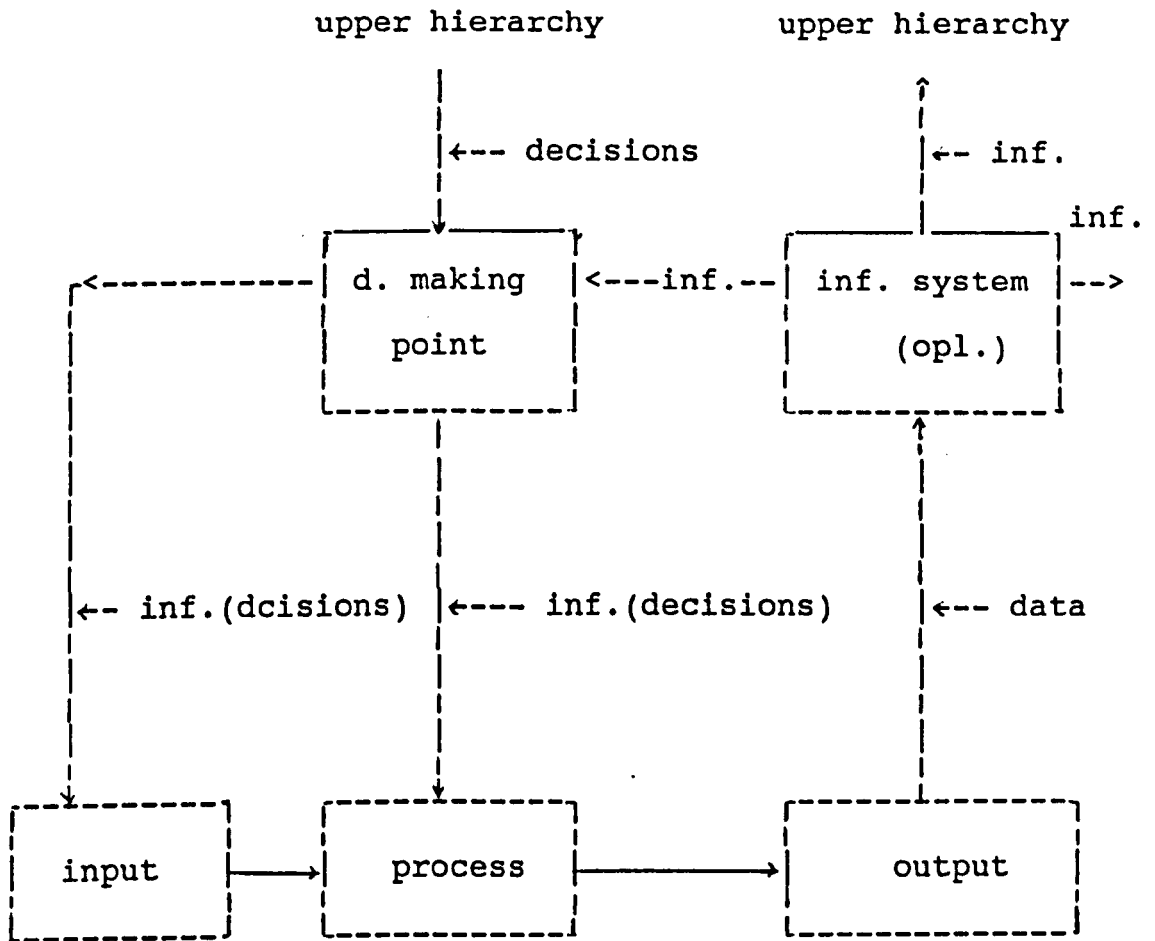 upper hierarchy upper hierarchy
decisions inf.
inf.
d. making inf. inf. system
point (opl.)
inf.(dcisions) inf.(decisions) data
input process output